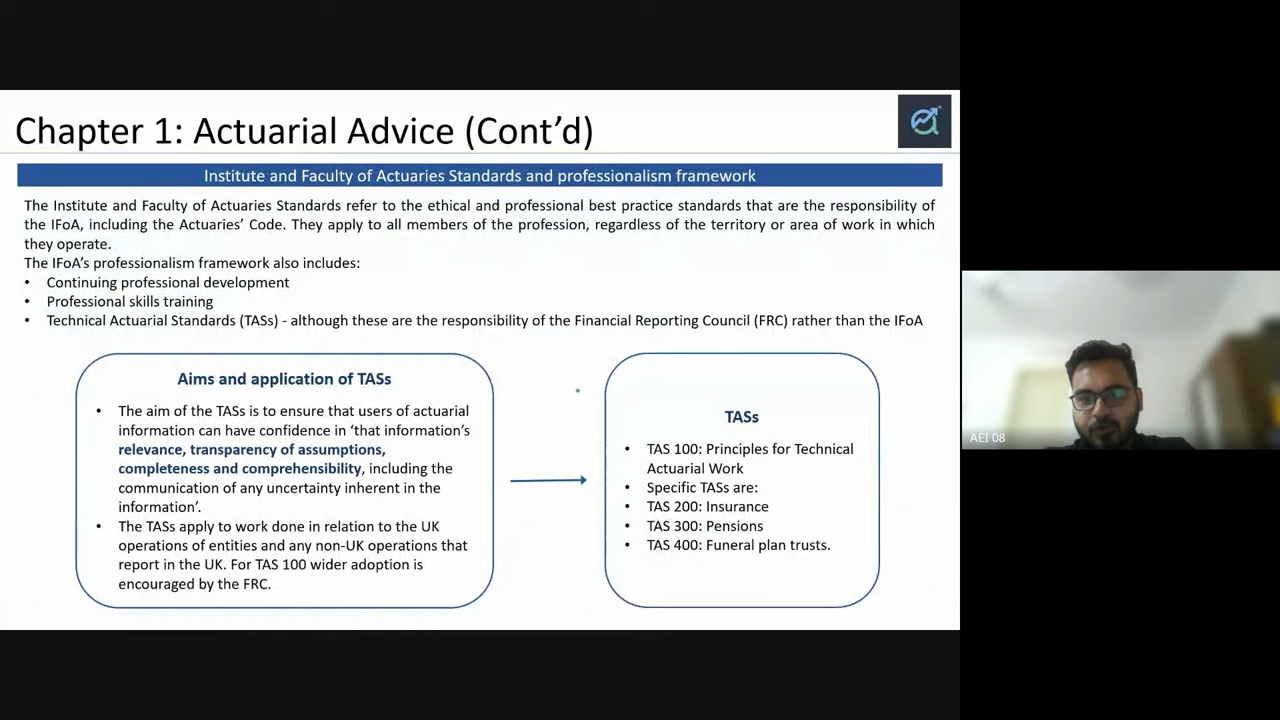 Chapter 1: Actuarial Advice (Cont’d)
Institute and Faculty of Actuaries Standards and professionalism framework
The Institute and Faculty of Actuaries Standards refer to the ethical and professional best practice standards that are the responsibility of
the IFoA, including the Actuaries’ Code. They apply to all members of the profession, regardless of the territory or area of work in which
they operate.
The IFoA’s professionalism framework also includes:
• Continuing professional development
• Professional skills training
• Technical Actuarial Standards (TASs) - although these are the responsibility of the Financial Reporting Council (FRC) rather than the IFoA
Aims and application of TASs
• The aim of the TASs is to ensure that users of actuarial
information can have confidence in ‘that information’s
relevance, transparency of assumptions,
completeness and comprehensibility, including the
communication of any uncertainty inherent in the
information’.
• The TASs apply to work done in relation to the UK
operations of entities and any non-UK operations that
report in the UK. For TAS 100 wider adoption is
encouraged by the FRC.
TASs
• TAS 100: Principles for Technical
Actuarial Work
• Specific TASs are:
• TAS 200: Insurance
• TAS 300: Pensions
• TAS 400: Funeral plan trusts.
AEI 08